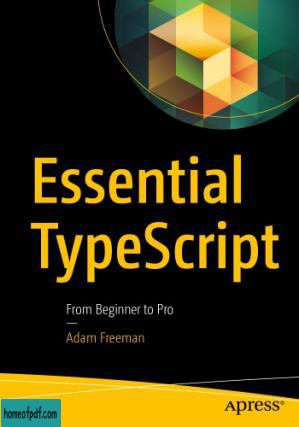 Essential
TypeScript
From Beginner to Pro
—
Adam Freeman
Apress®
homeofpdf.com